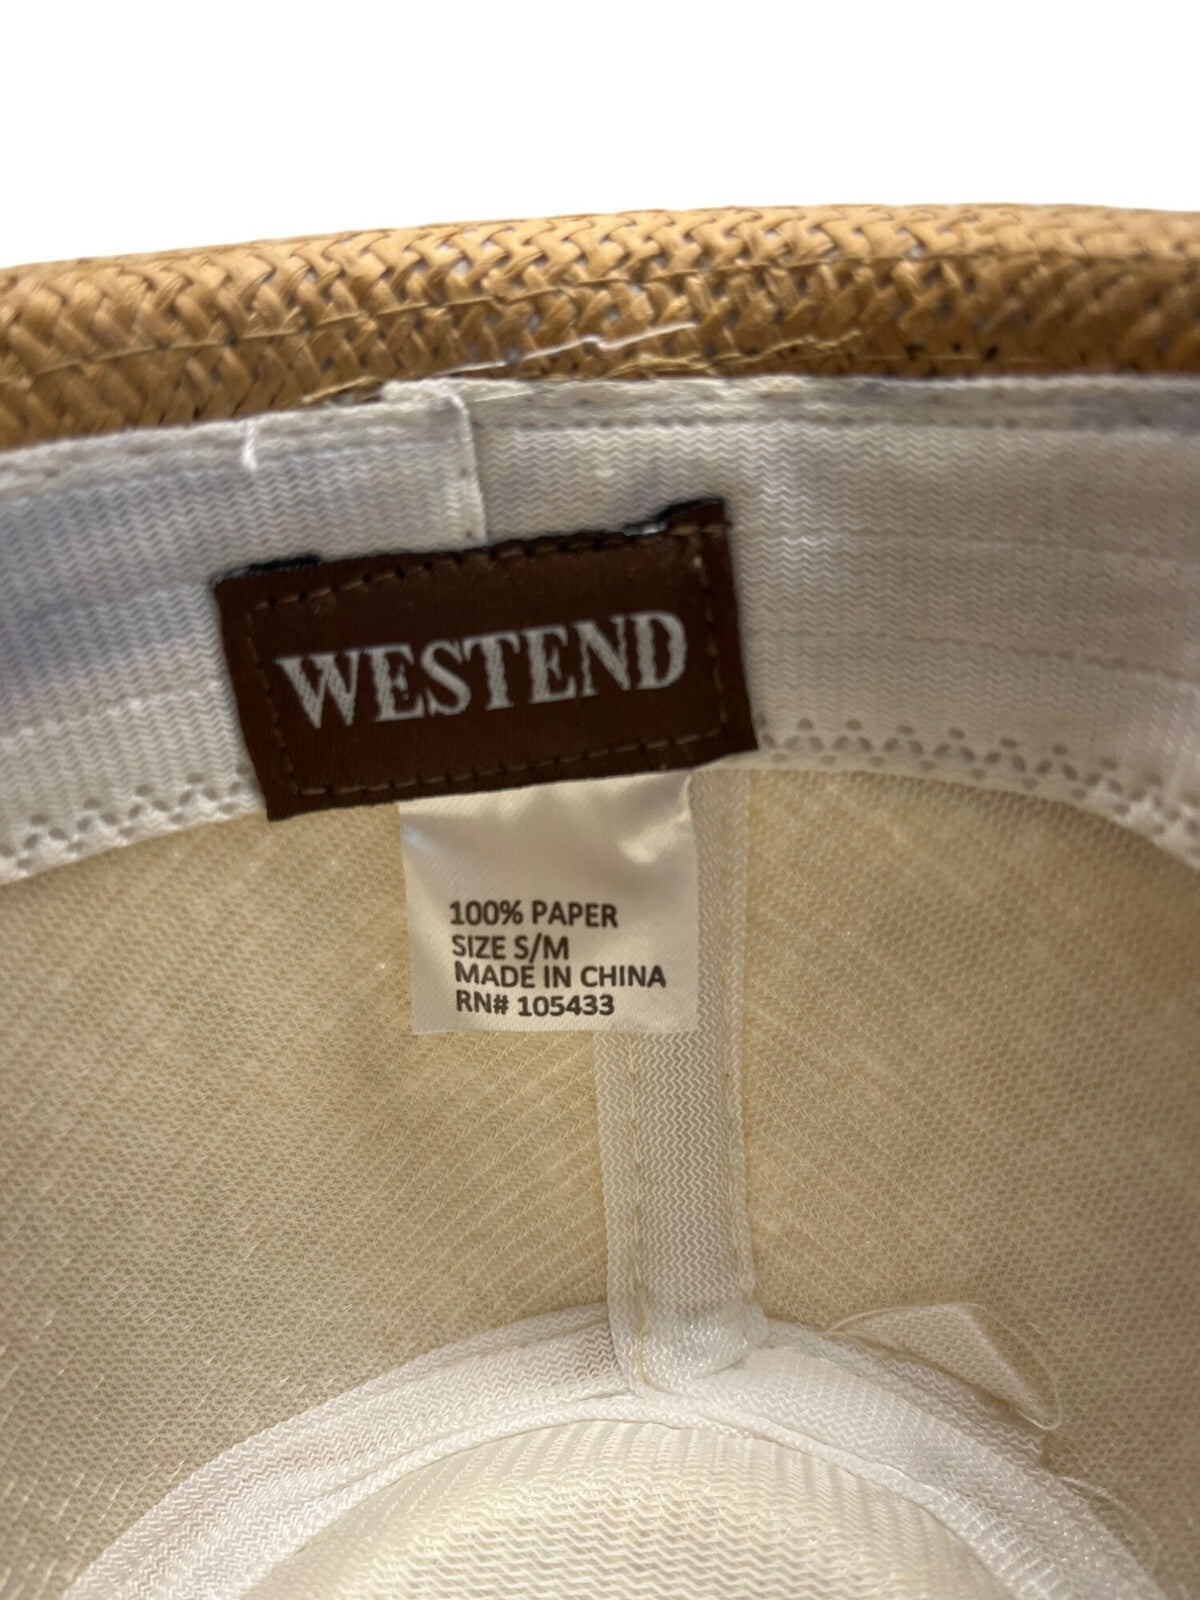 WESTEND
100% PAPER
SIZE S/M
MADE IN CHINA
RN# 105433